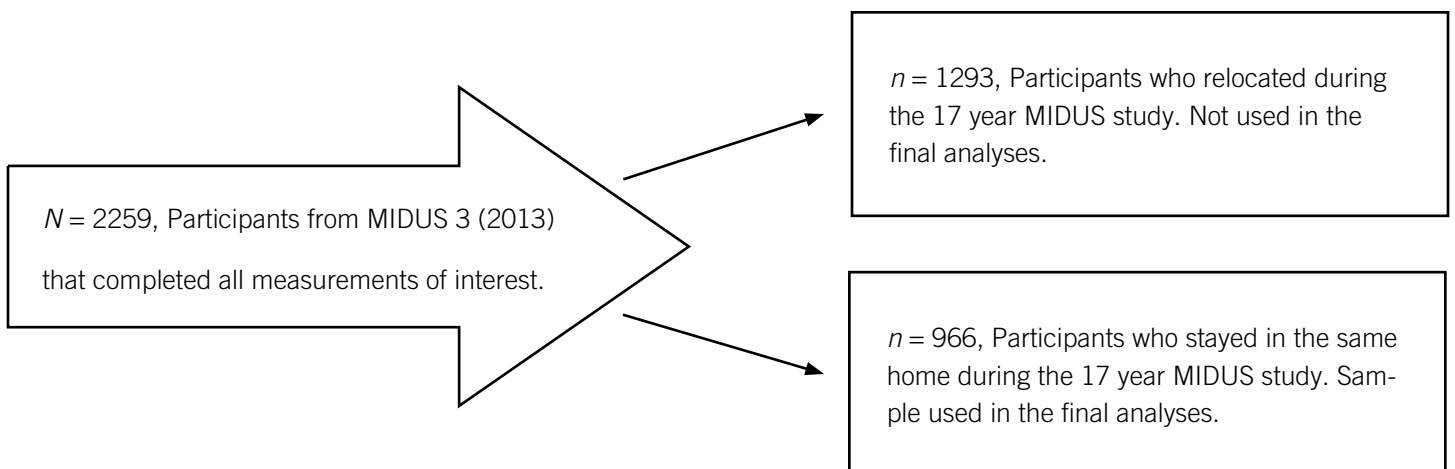 N = 2259, Participants from MIDUS 3 (2013)
that completed all measurements of interest.
n = 1293, Participants who relocated during
the 17 year MIDUS study. Not used in the
final analyses.
n = 966, Participants who stayed in the same
home during the 17 year MIDUS study. Sam-
ple used in the final analyses.